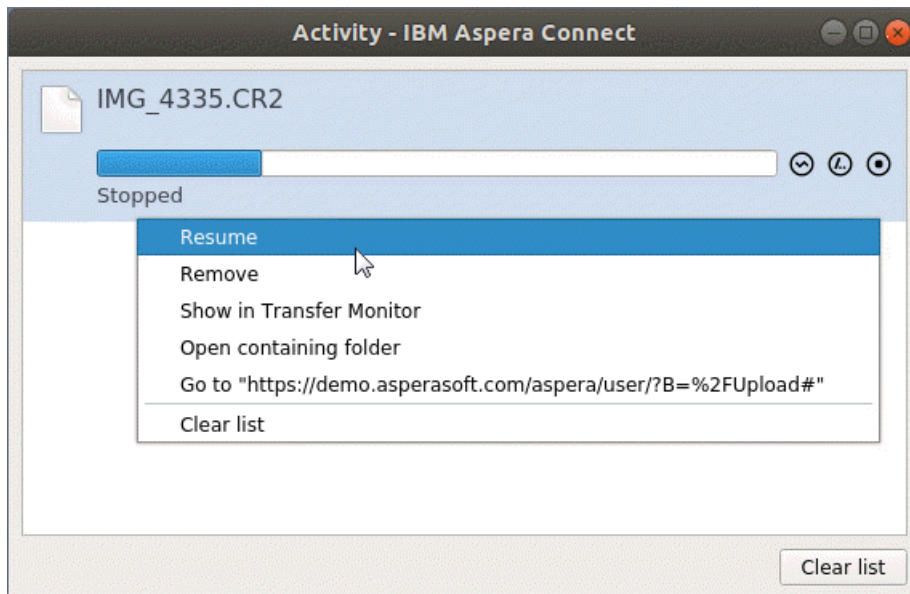 Activity - IBM Aspera Connect
IMG_4335.CR2
Stopped
Resume
Remove
Show in Transfer Monitor
Open containing folder
Go to "https://demo.asperasoft.com/aspera/user/?B=%2FUpload#"
Clear list
Clear list